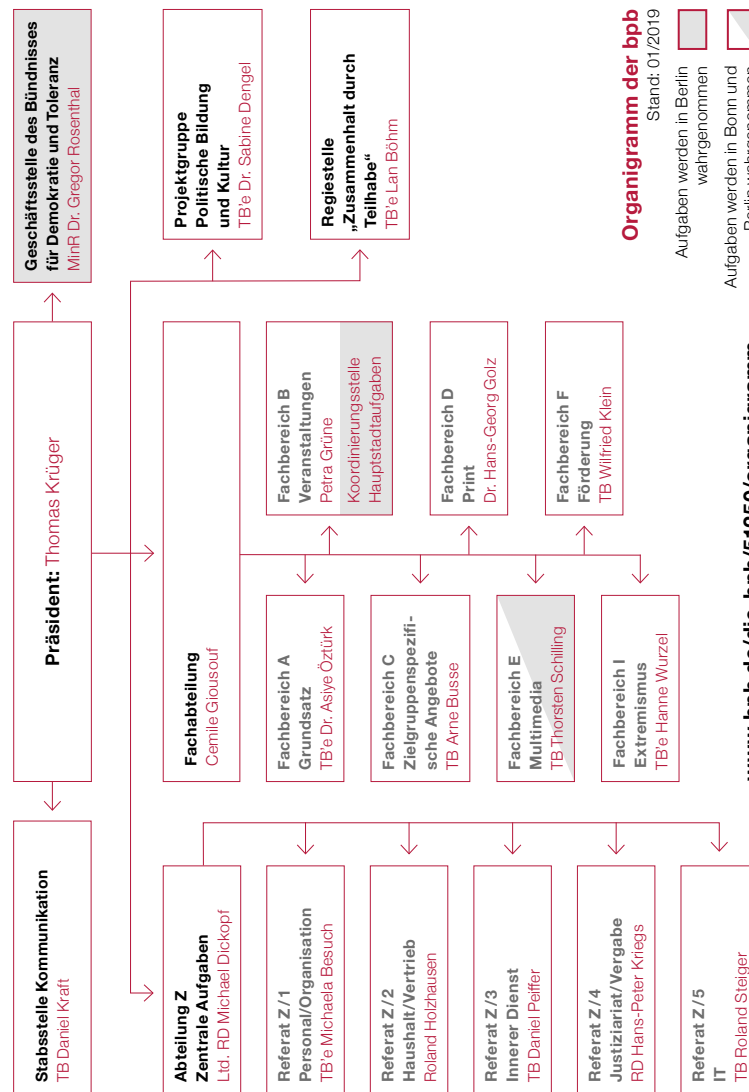 Präsident: Thomas Krüger
Stabsstelle Kommunikation
TB Daniel Kraft
Geschäftsstelle des Bündnisses
für Demokratie und Toleranz
MinR Dr. Gregor Rosenthal
Abteilung Z
Zentrale Aufgaben
Ltd. RD Michael Dickopf
Referat Z/1
Personal/Organisation
TB’e Michaela Besuch
Referat Z/2
Haushalt/Vertrieb
Roland Holzhausen
Referat Z/3
Innerer Dienst
TB Daniel Peiffer
Referat Z/4
Justiziariat/Vergabe
RD Hans-Peter Kriegs
Referat Z/5
IT
TB Roland Steiger
Fachabteilung
Cemile Giousouf
Fachbereich A
Grundsatz
TB’e Dr. Asiye Öztürk
Fachbereich B
Veranstaltungen
Petra Grüne
Koordinierungsstelle
Hauptstadtaufgaben
Fachbereich C
Zielgruppenspezifi-
sche Angebote
TB Arne Busse
Fachbereich D
Print
Dr. Hans-Georg Golz
Fachbereich E
Multimedia
TB Thorsten Schilling
Fachbereich F
Förderung
TB Wilfried Klein
Fachbereich I
Extremismus
TB’e Hanne Wurzel
Projektgruppe
Politische Bildung
und Kultur
TB’e Dr. Sabine Dengel
Regiestelle
„Zusammenhalt durch
Teilhabe“
TB’e Lan Böhm
Organigramm der bpb
Stand: 01/2019
Aufgaben werden in Berlin
wahrgenommen
Aufgaben werden in Bonn und
Berlin wahrgenommen